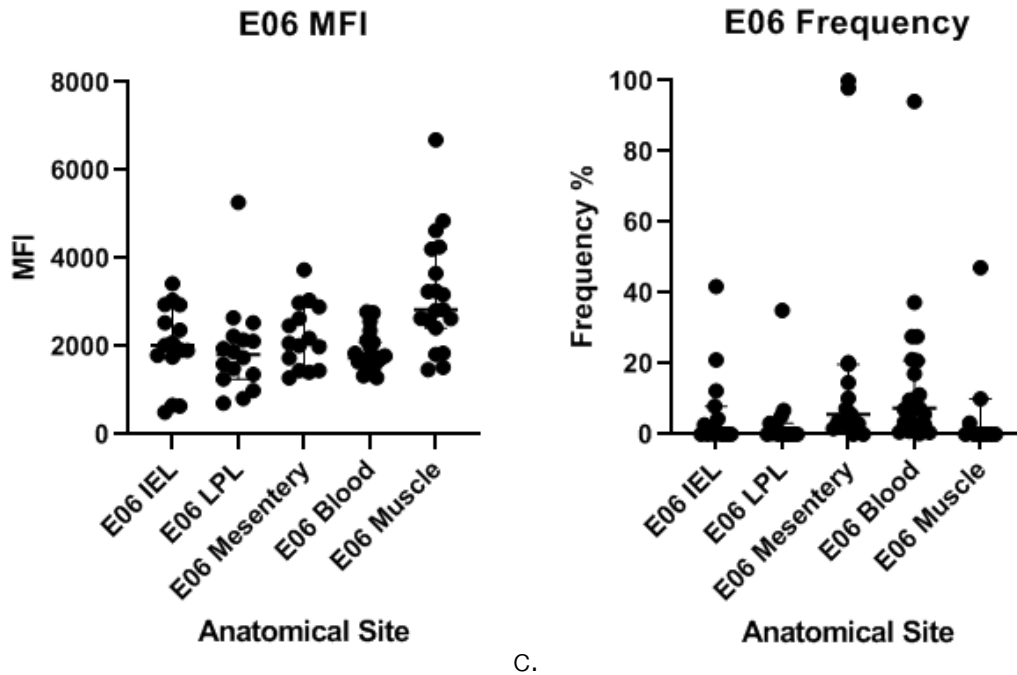 E06 MFI
8000
6000
4000
2000
0
MFI
E06 IEL
E06 LPL
E06 Mesentery
E06 Blood
E06 Muscle
Anatomical Site
E06 Frequency
100
80
60
40
20
0
Frequency %
E06 IEL
E06 LPL
E06 Mesentery
E06 Blood
E06 Muscle
Anatomical Site
C.